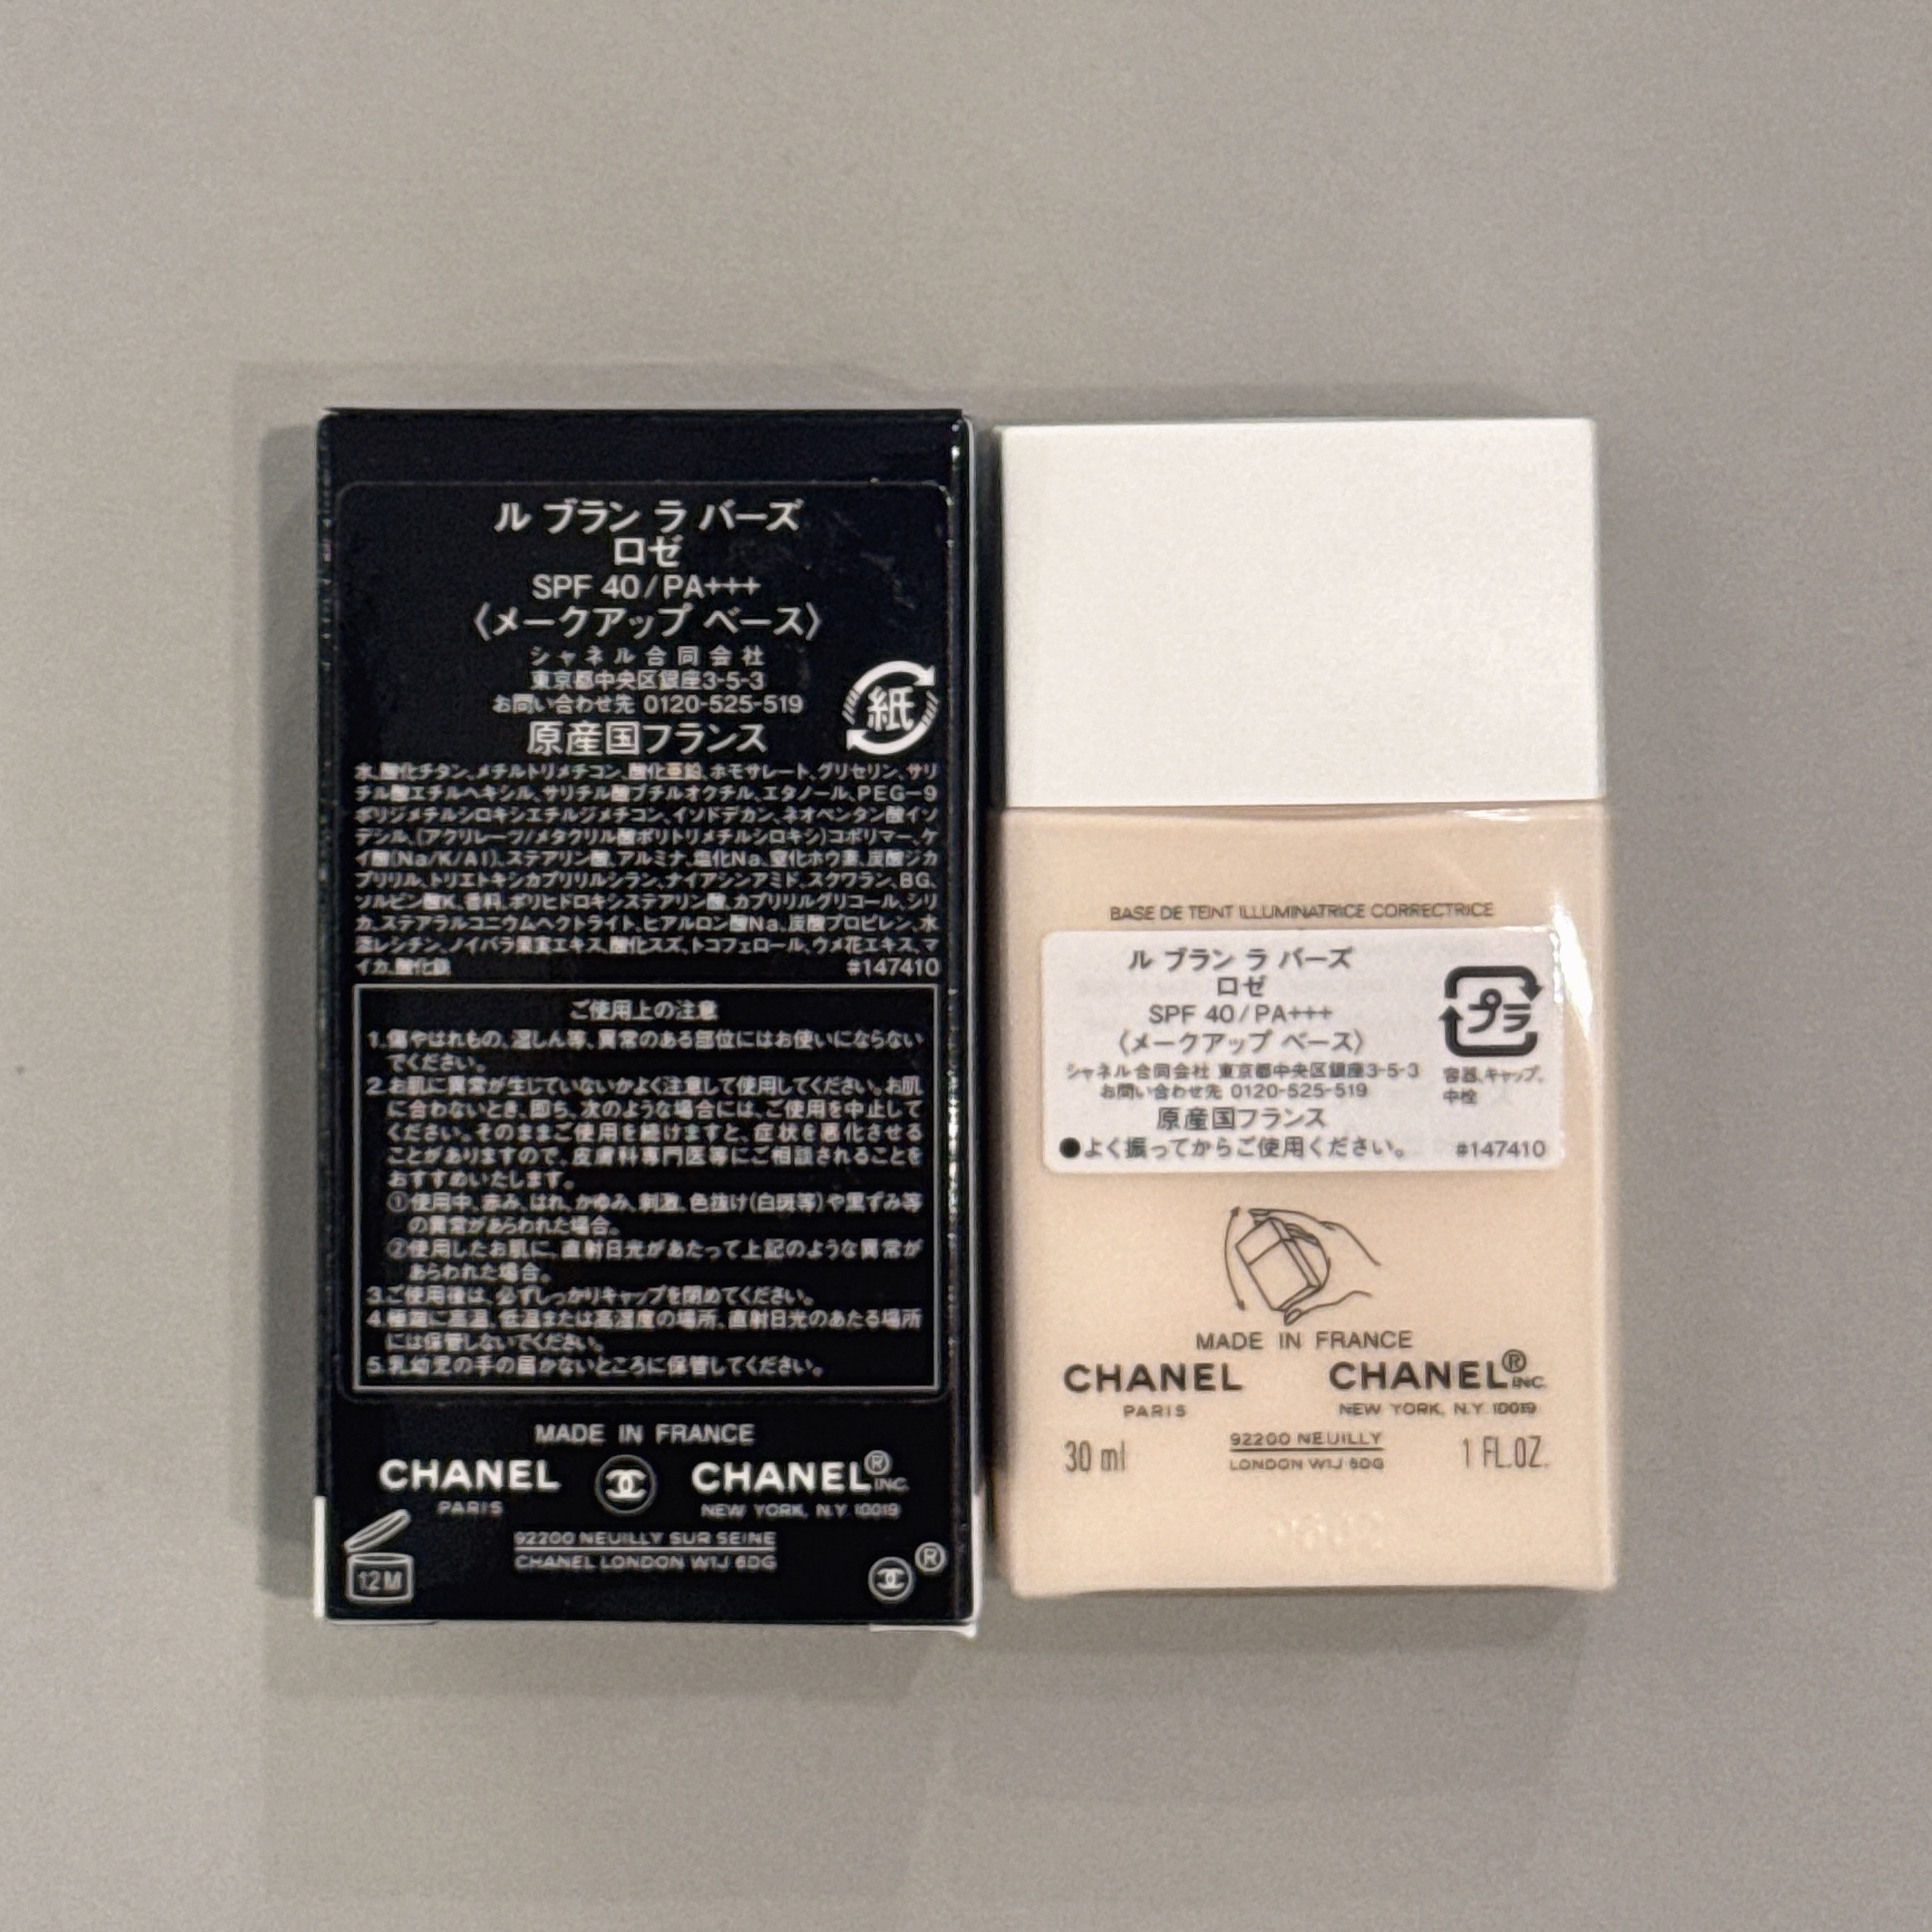 ル ブラン ラ バーズ
ロゼ
SPF 40/PA+++
〈メークアップ ベース〉
シャネル合同会社
東京都中央区銀座3-5-3
お問い合わせ先 0120-525-519
紙
原産国フランス
水、酸化チタン、メチルトリメチコン、酸化亜鉛、ホモサレート、グリセリン、サリ
チル酸エチルヘキシル、サリチル酸ブチルオクチル、エタノール、PEG-9
ポリジメチルシロキシエチルジメチコン、イソドデカン、ネオペンタン酸イソ
デシル、(アクリレーツ/メタクリル酸ポリトリメチルシロキシ)コポリマー、ケ
イ酸(Na/K/Al)、ステアリン酸、アルミナ、塩化Na、窒化ホウ素、炭酸ジカ
プリリル、トリエトキシカプリリルシラン、ナイアシンアミド、スクワラン、BG、
ソルビン酸K、香料、ポリヒドロキシステアリン酸、カプリリルグリコール、シリ
カ、ステアラルコニウムヘクトライト、ヒアルロン酸Na、炭酸プロピレン、水
添レシチン、ノイバラ果実エキス、酸化スズ、トコフェロール、ウメ花エキス、マ
イカ、酸化鉄 #147410
ご使用上の注意
1.傷やはれもの、湿しん等、異常のある部位にはお使いにならない
でください。
2.お肌に異常が生じていないかよく注意して使用してください。お肌
に合わないとき、即ち、次のような場合には、ご使用を中止して
ください。そのままご使用を続けますと、症状を悪化させる
ことがありますので、皮膚科専門医等にご相談されることを
おすすめいたします。
①使用中、赤み、はれ、かゆみ、刺激、色抜け(白斑等)や黒ずみ等
の異常があらわれた場合。
②使用したお肌に、直射日光があたって上記のような異常が
あらわれた場合。
3.ご使用後は、必ずしっかりキャップを閉めてください。
4.極端に高温、低温または高湿度の場所、直射日光のあたる場所
には保管しないでください。
5.乳幼児の手の届かないところに保管してください。
MADE IN FRANCE
CHANEL CHANEL® INC.
PARIS NEW YORK, N.Y. 10019
92200 NEUILLY SUR SEINE
CHANEL LONDON W1J 6DG
12M
®
BASE DE TEINT ILLUMINATRICE CORRECTRICE
ル ブラン ラ バーズ
ロゼ
SPF 40/PA+++
〈メークアップ ベース〉
プラ
シャネル合同会社 東京都中央区銀座3-5-3
お問い合わせ先 0120-525-519
容器、キャップ、
中栓
原産国フランス
●よく振ってからご使用ください。 #147410
MADE IN FRANCE
CHANEL CHANEL® INC.
PARIS NEW YORK, N.Y. 10019
92200 NEUILLY
30 ml LONDON W1J 6DG 1 FL.OZ.